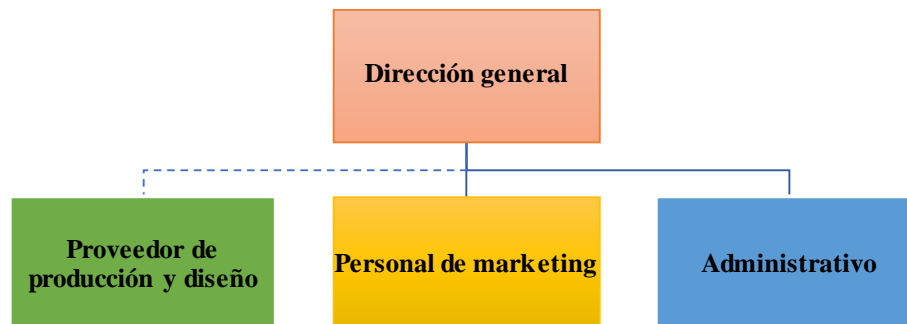 Dirección general
Proveedor de
producción y diseño
Personal de marketing
Administrativo